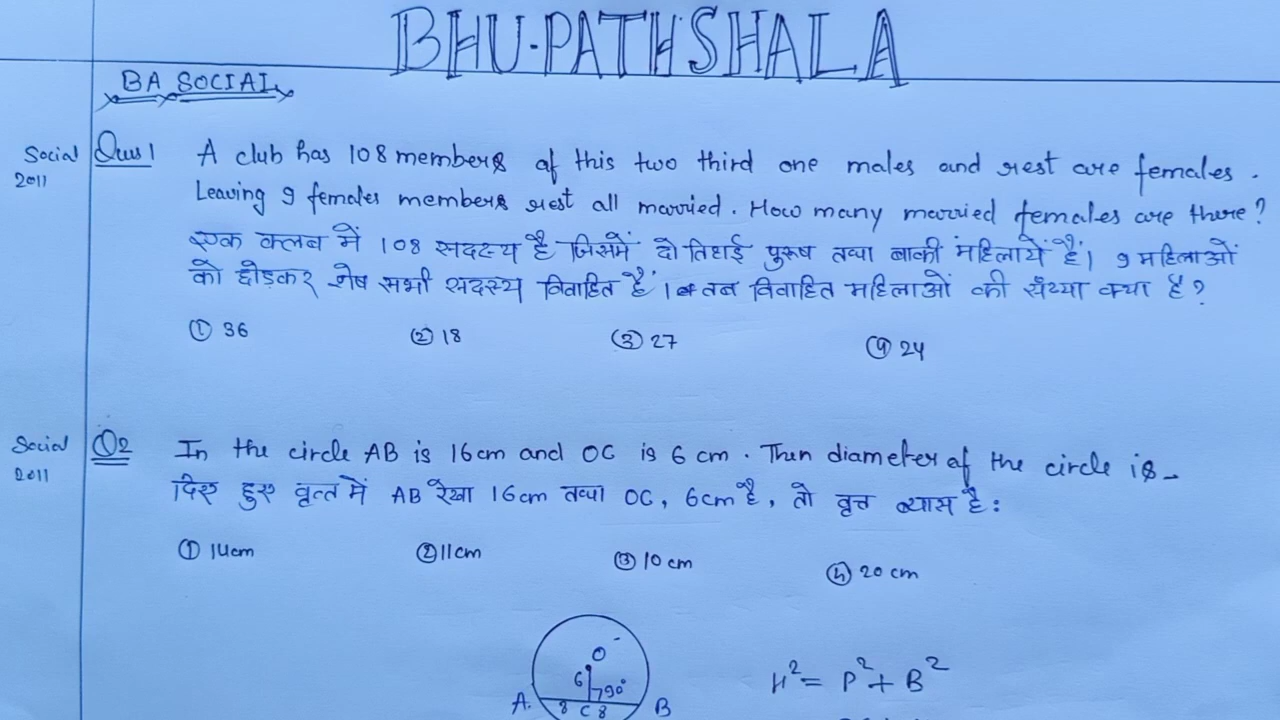 BHU-PATHSHALA
BA SOCIAL
Social 2011 Ques 1 A club has 108 members of this two third one males and rest are females.
Leaving 9 females members rest all married. How many married females are there?
एक क्लब में 108 सदस्य है जिसमें दो तिहाई पुरूष तथा बाकी महिलायें हैं। 9 महिलाओं
को छोड़कर शेष सभी सदस्य विवाहित हैं। तब विवाहित महिलाओं की सँख्या क्या है?
① 36 ② 18 ③ 27 ④ 24
Social 2011 Q2 In the circle AB is 16cm and OC is 6 cm. Then diameter of the circle is-
दिए हुए वृत्त में AB रेखा 16cm तथा OC, 6cm है, तो वृत्त व्यास है:
① 14cm ② 11cm ③ 10 cm ④ 20 cm
O
6 90°
A 8 C 8 B
H²= P²+ B²